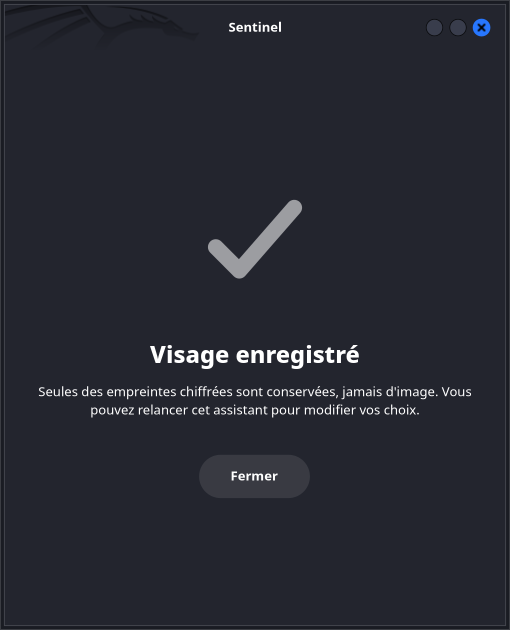 Sentinel
Visage enregistré
Seules des empreintes chiffrées sont conservées, jamais d'image. Vous
pouvez relancer cet assistant pour modifier vos choix.
Fermer